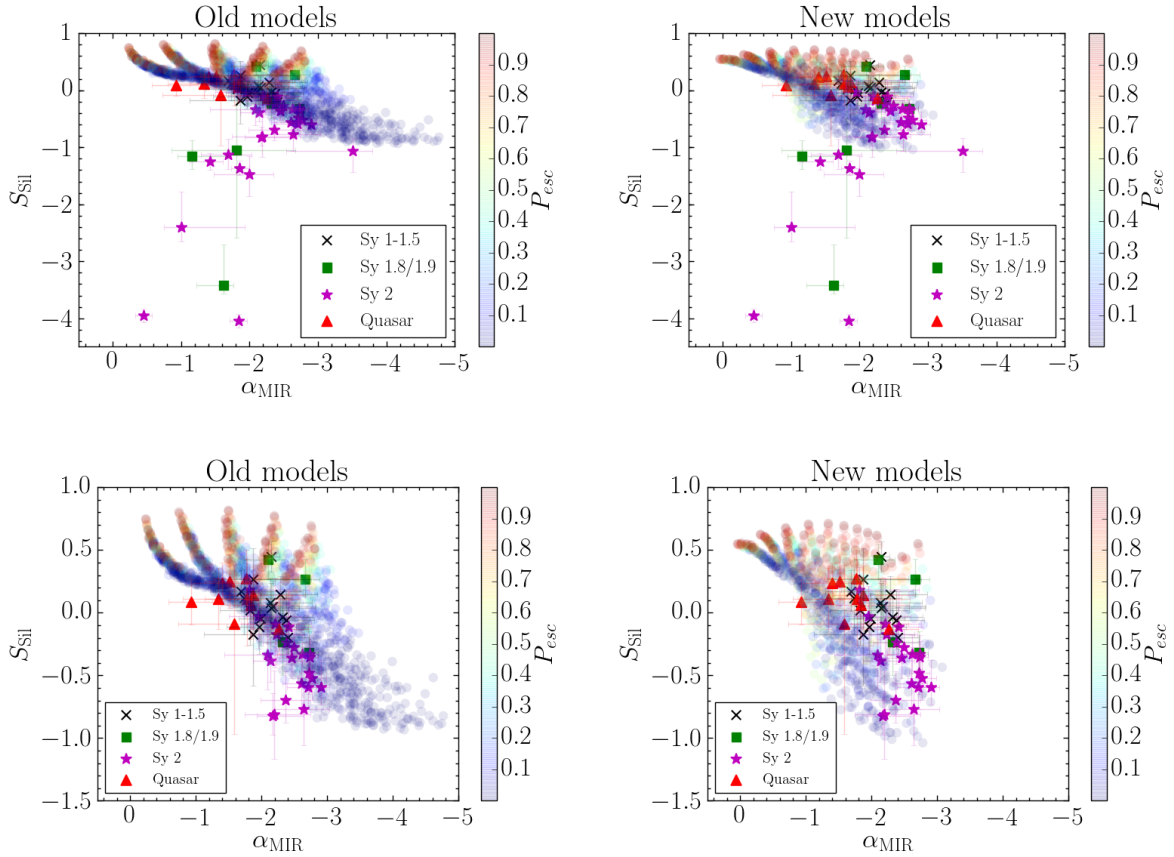 Old models
1
0
−1
−2
−3
−4
S_Sil
0 −1 −2 −3 −4 −5
α_MIR
Sy 1-1.5
Sy 1.8/1.9
Sy 2
Quasar
0.9
0.8
0.7
0.6
0.5
0.4
0.3
0.2
0.1
P_esc
New models
1
0
−1
−2
−3
−4
S_Sil
0 −1 −2 −3 −4 −5
α_MIR
Sy 1-1.5
Sy 1.8/1.9
Sy 2
Quasar
0.9
0.8
0.7
0.6
0.5
0.4
0.3
0.2
0.1
P_esc
Old models
1.0
0.5
0.0
−0.5
−1.0
−1.5
S_Sil
0 −1 −2 −3 −4 −5
α_MIR
Sy 1-1.5
Sy 1.8/1.9
Sy 2
Quasar
0.9
0.8
0.7
0.6
0.5
0.4
0.3
0.2
0.1
P_esc
New models
1.0
0.5
0.0
−0.5
−1.0
−1.5
S_Sil
0 −1 −2 −3 −4 −5
α_MIR
Sy 1-1.5
Sy 1.8/1.9
Sy 2
Quasar
0.9
0.8
0.7
0.6
0.5
0.4
0.3
0.2
0.1
P_esc